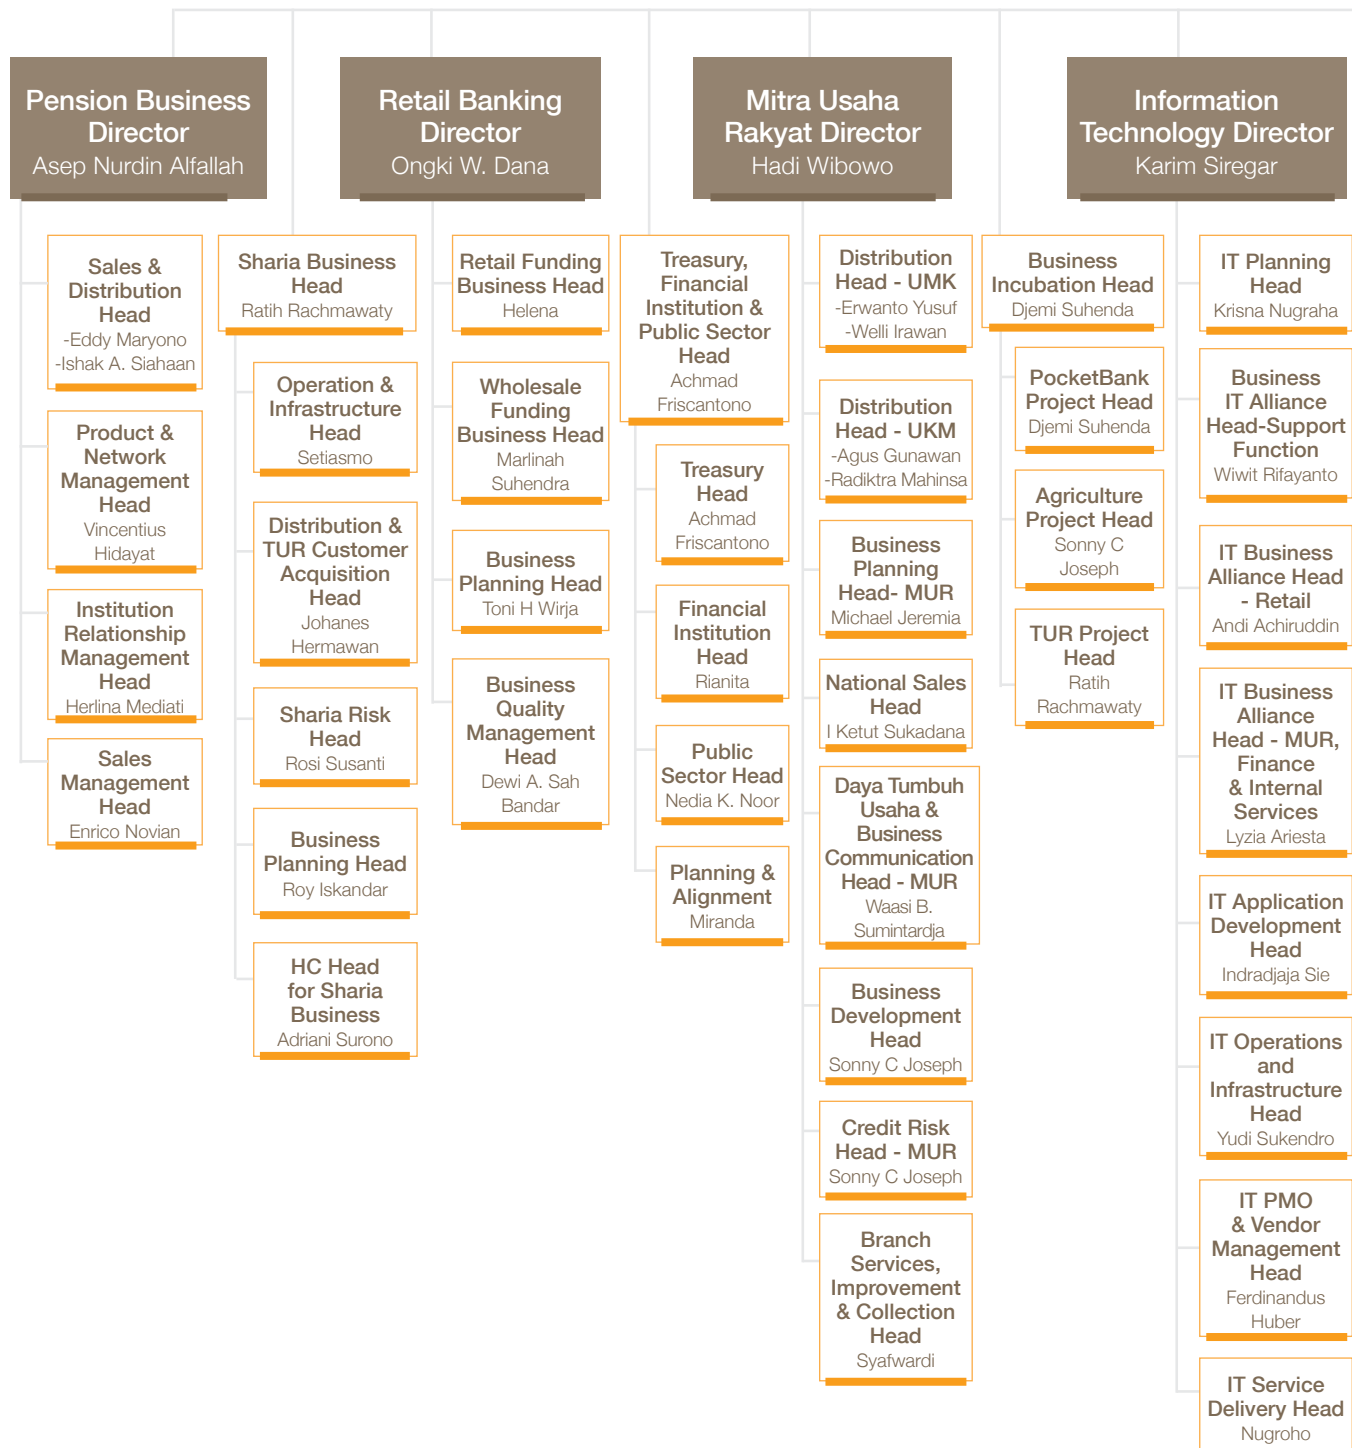 Pension Business
Director
Asep Nurdin Alfallah
Retail Banking
Director
Ongki W. Dana
Mitra Usaha
Rakyat Director
Hadi Wibowo
Information
Technology Director
Karim Siregar
Sales &
Distribution
Head
-Eddy Maryono
-Ishak A. Siahaan
Product &
Network
Management
Head
Vincentius
Hidayat
Institution
Relationship
Management
Head
Herlina Mediati
Sales
Management
Head
Enrico Novian
Sharia Business
Head
Ratih Rachmawaty
Operation &
Infrastructure
Head
Setiasmo
Distribution &
TUR Customer
Acquisition
Head
Johanes
Hermawan
Sharia Risk
Head
Rosi Susanti
Business
Planning Head
Roy Iskandar
HC Head
for Sharia
Business
Adriani Surono
Retail Funding
Business Head
Helena
Wholesale
Funding
Business Head
Marlinah
Suhendra
Business
Planning Head
Toni H Wirja
Business
Quality
Management
Head
Dewi A. Sah
Bandar
Treasury,
Financial
Institution &
Public Sector
Head
Achmad
Friscantono
Treasury
Head
Achmad
Friscantono
Financial
Institution
Head
Rianita
Public
Sector Head
Nedia K. Noor
Planning &
Alignment
Miranda
Distribution
Head - UMK
-Erwanto Yusuf
-Welli Irawan
Distribution
Head - UKM
-Agus Gunawan
-Radiktra Mahinsa
Business
Planning
Head- MUR
Michael Jeremia
National Sales
Head
I Ketut Sukadana
Daya Tumbuh
Usaha &
Business
Communication
Head - MUR
Waasi B.
Sumintardja
Business
Development
Head
Sonny C Joseph
Credit Risk
Head - MUR
Sonny C Joseph
Branch
Services,
Improvement
& Collection
Head
Syafwardi
Business
Incubation Head
Djemi Suhenda
PocketBank
Project Head
Djemi Suhenda
Agriculture
Project Head
Sonny C
Joseph
TUR Project
Head
Ratih
Rachmawaty
IT Planning
Head
Krisna Nugraha
Business
IT Alliance
Head-Support
Function
Wiwit Rifayanto
IT Business
Alliance Head
- Retail
Andi Achiruddin
IT Business
Alliance
Head - MUR,
Finance
& Internal
Services
Lyzia Ariesta
IT Application
Development
Head
Indradjaja Sie
IT Operations
and
Infrastructure
Head
Yudi Sukendro
IT PMO
& Vendor
Management
Head
Ferdinandus
Huber
IT Service
Delivery Head
Nugroho